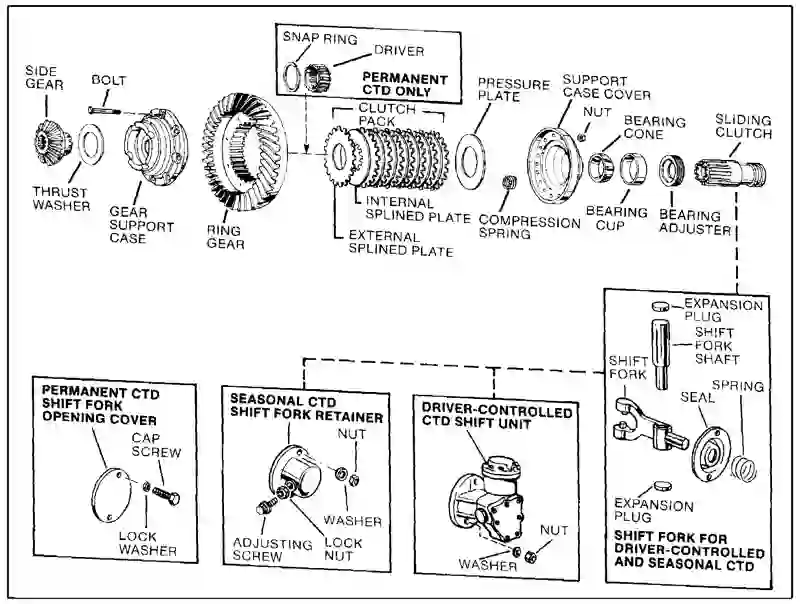 SNAP RING
DRIVER
PERMANENT
CTD ONLY
SIDE
GEAR
BOLT
CLUTCH
PACK
PRESSURE
PLATE
SUPPORT
CASE COVER
NUT
BEARING
CONE
SLIDING
CLUTCH
THRUST
WASHER
GEAR
SUPPORT
CASE
RING
GEAR
INTERNAL
SPLINED PLATE
EXTERNAL
SPLINED PLATE
COMPRESSION
SPRING
BEARING
CUP
BEARING
ADJUSTER
EXPANSION
PLUG
SHIFT
FORK
SHAFT
SHIFT
FORK
SPRING
SEAL
EXPANSION
PLUG
SHIFT FORK FOR
DRIVER-CONTROLLED
AND SEASONAL CTD
PERMANENT CTD
SHIFT FORK
OPENING COVER
CAP
SCREW
LOCK
WASHER
SEASONAL CTD
SHIFT FORK RETAINER
NUT
WASHER
ADJUSTING
SCREW
LOCK
NUT
DRIVER-CONTROLLED
CTD SHIFT UNIT
NUT
WASHER